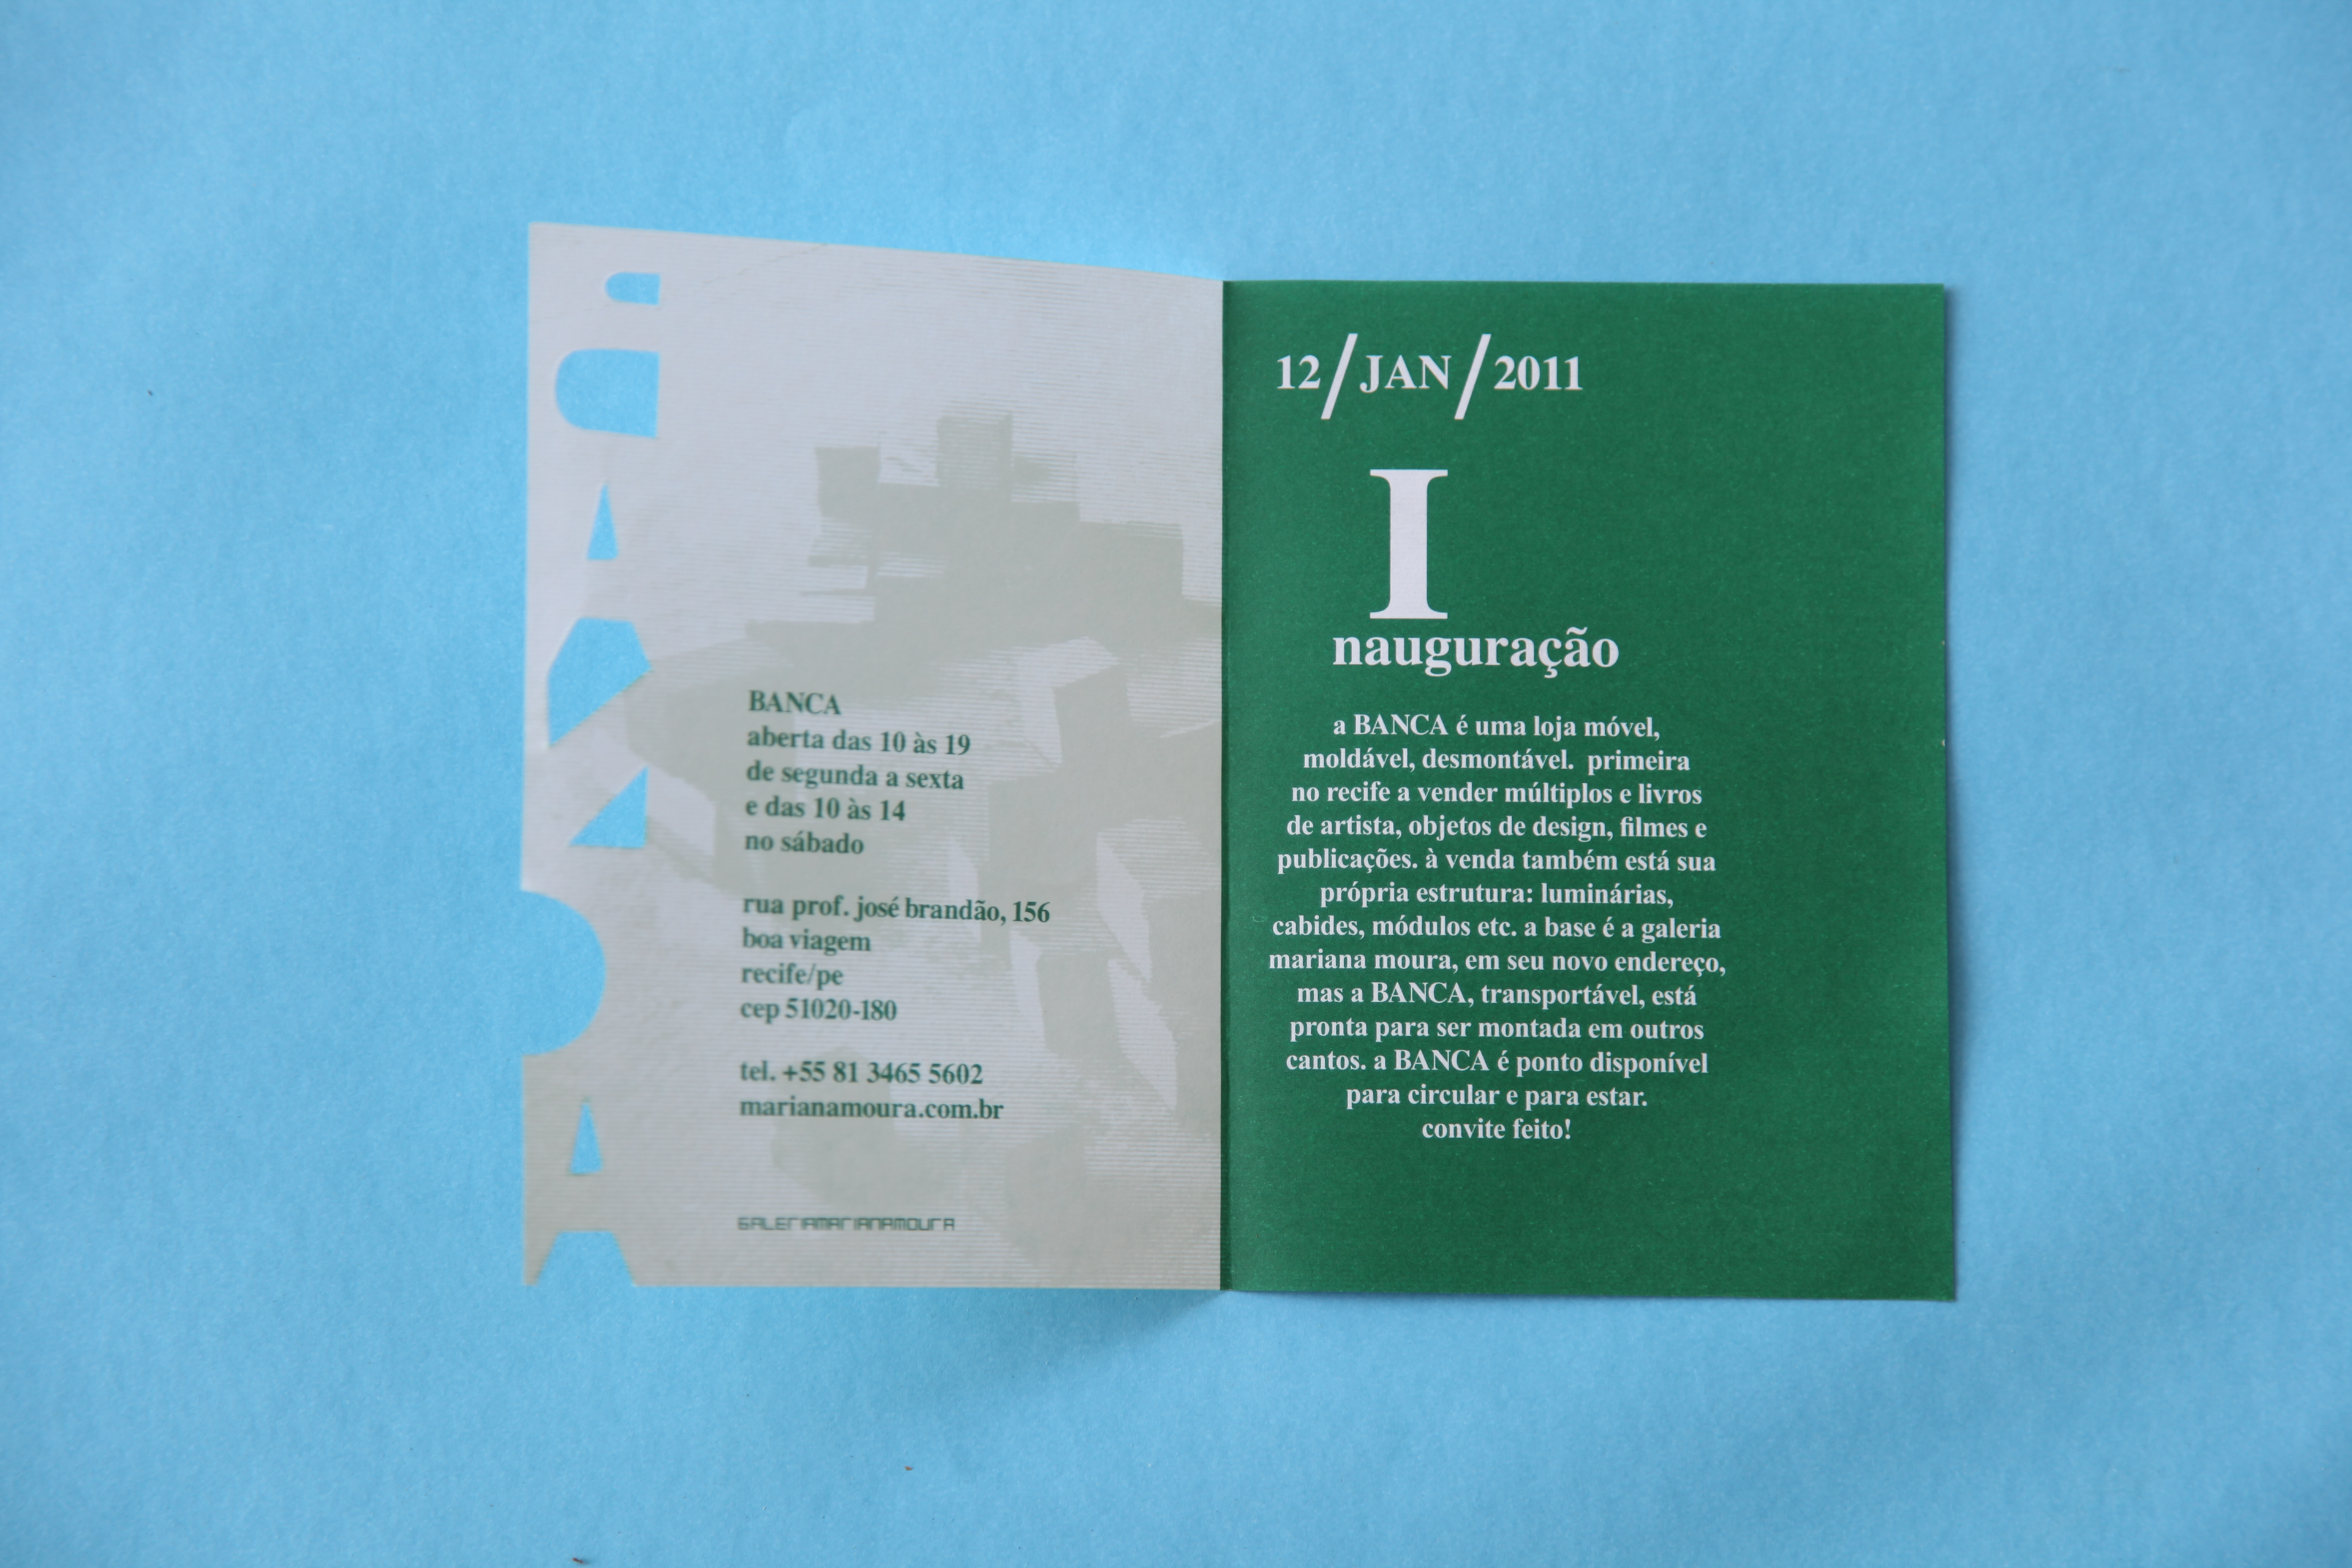 BANCA
aberta das 10 às 19
de segunda a sexta
e das 10 às 14
no sábado
rua prof. josé brandão, 156
boa viagem
recife/pe
cep 51020-180
tel. +55 81 3465 5602
marianamoura.com.br
GALERIAMARIANAMOURA
12/JAN/2011
I
nauguração
a BANCA é uma loja móvel,
moldável, desmontável. primeira
no recife a vender múltiplos e livros
de artista, objetos de design, filmes e
publicações. à venda também está sua
própria estrutura: luminárias,
cabides, módulos etc. a base é a galeria
mariana moura, em seu novo endereço,
mas a BANCA, transportável, está
pronta para ser montada em outros
cantos. a BANCA é ponto disponível
para circular e para estar.
convite feito!